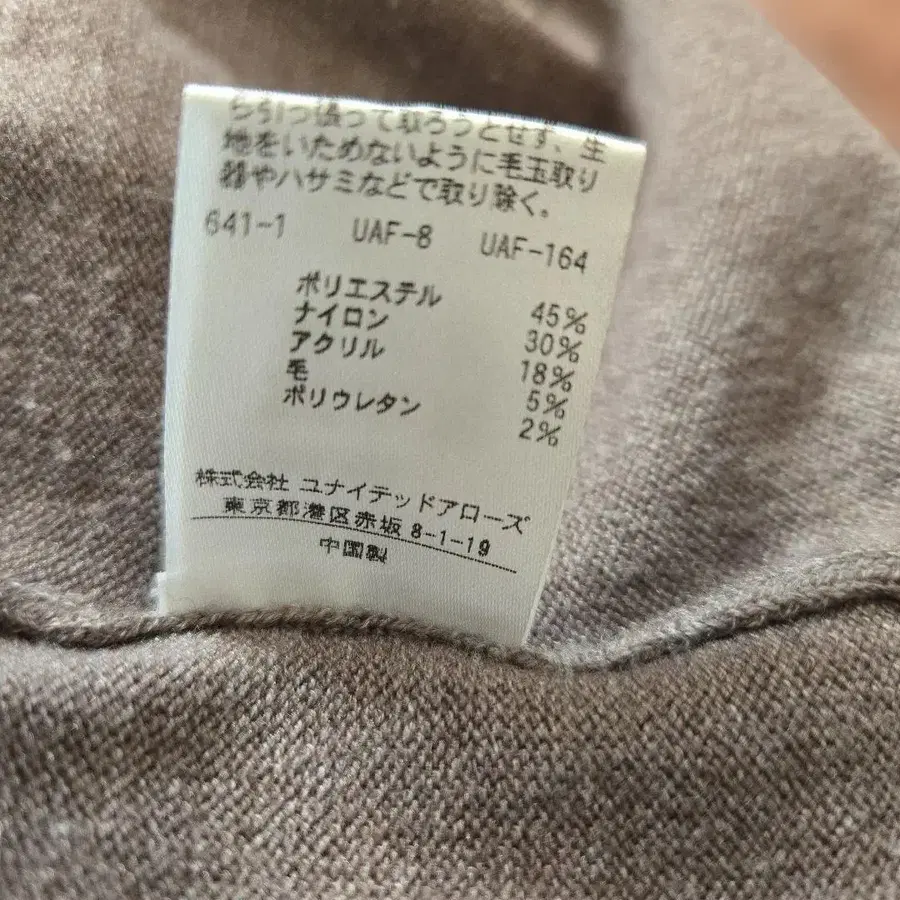 ら引っ張って取ろうとせず、生
地をいためないように毛玉取り
器やハサミなどで取り除く。
641-1 UAF-8 UAF-164
ポリエステル 45%
ナイロン 30%
アクリル 18%
毛 5%
ポリウレタン 2%
株式会社 ユナイテッドアローズ
東京都港区赤坂 8-1-19
中国製